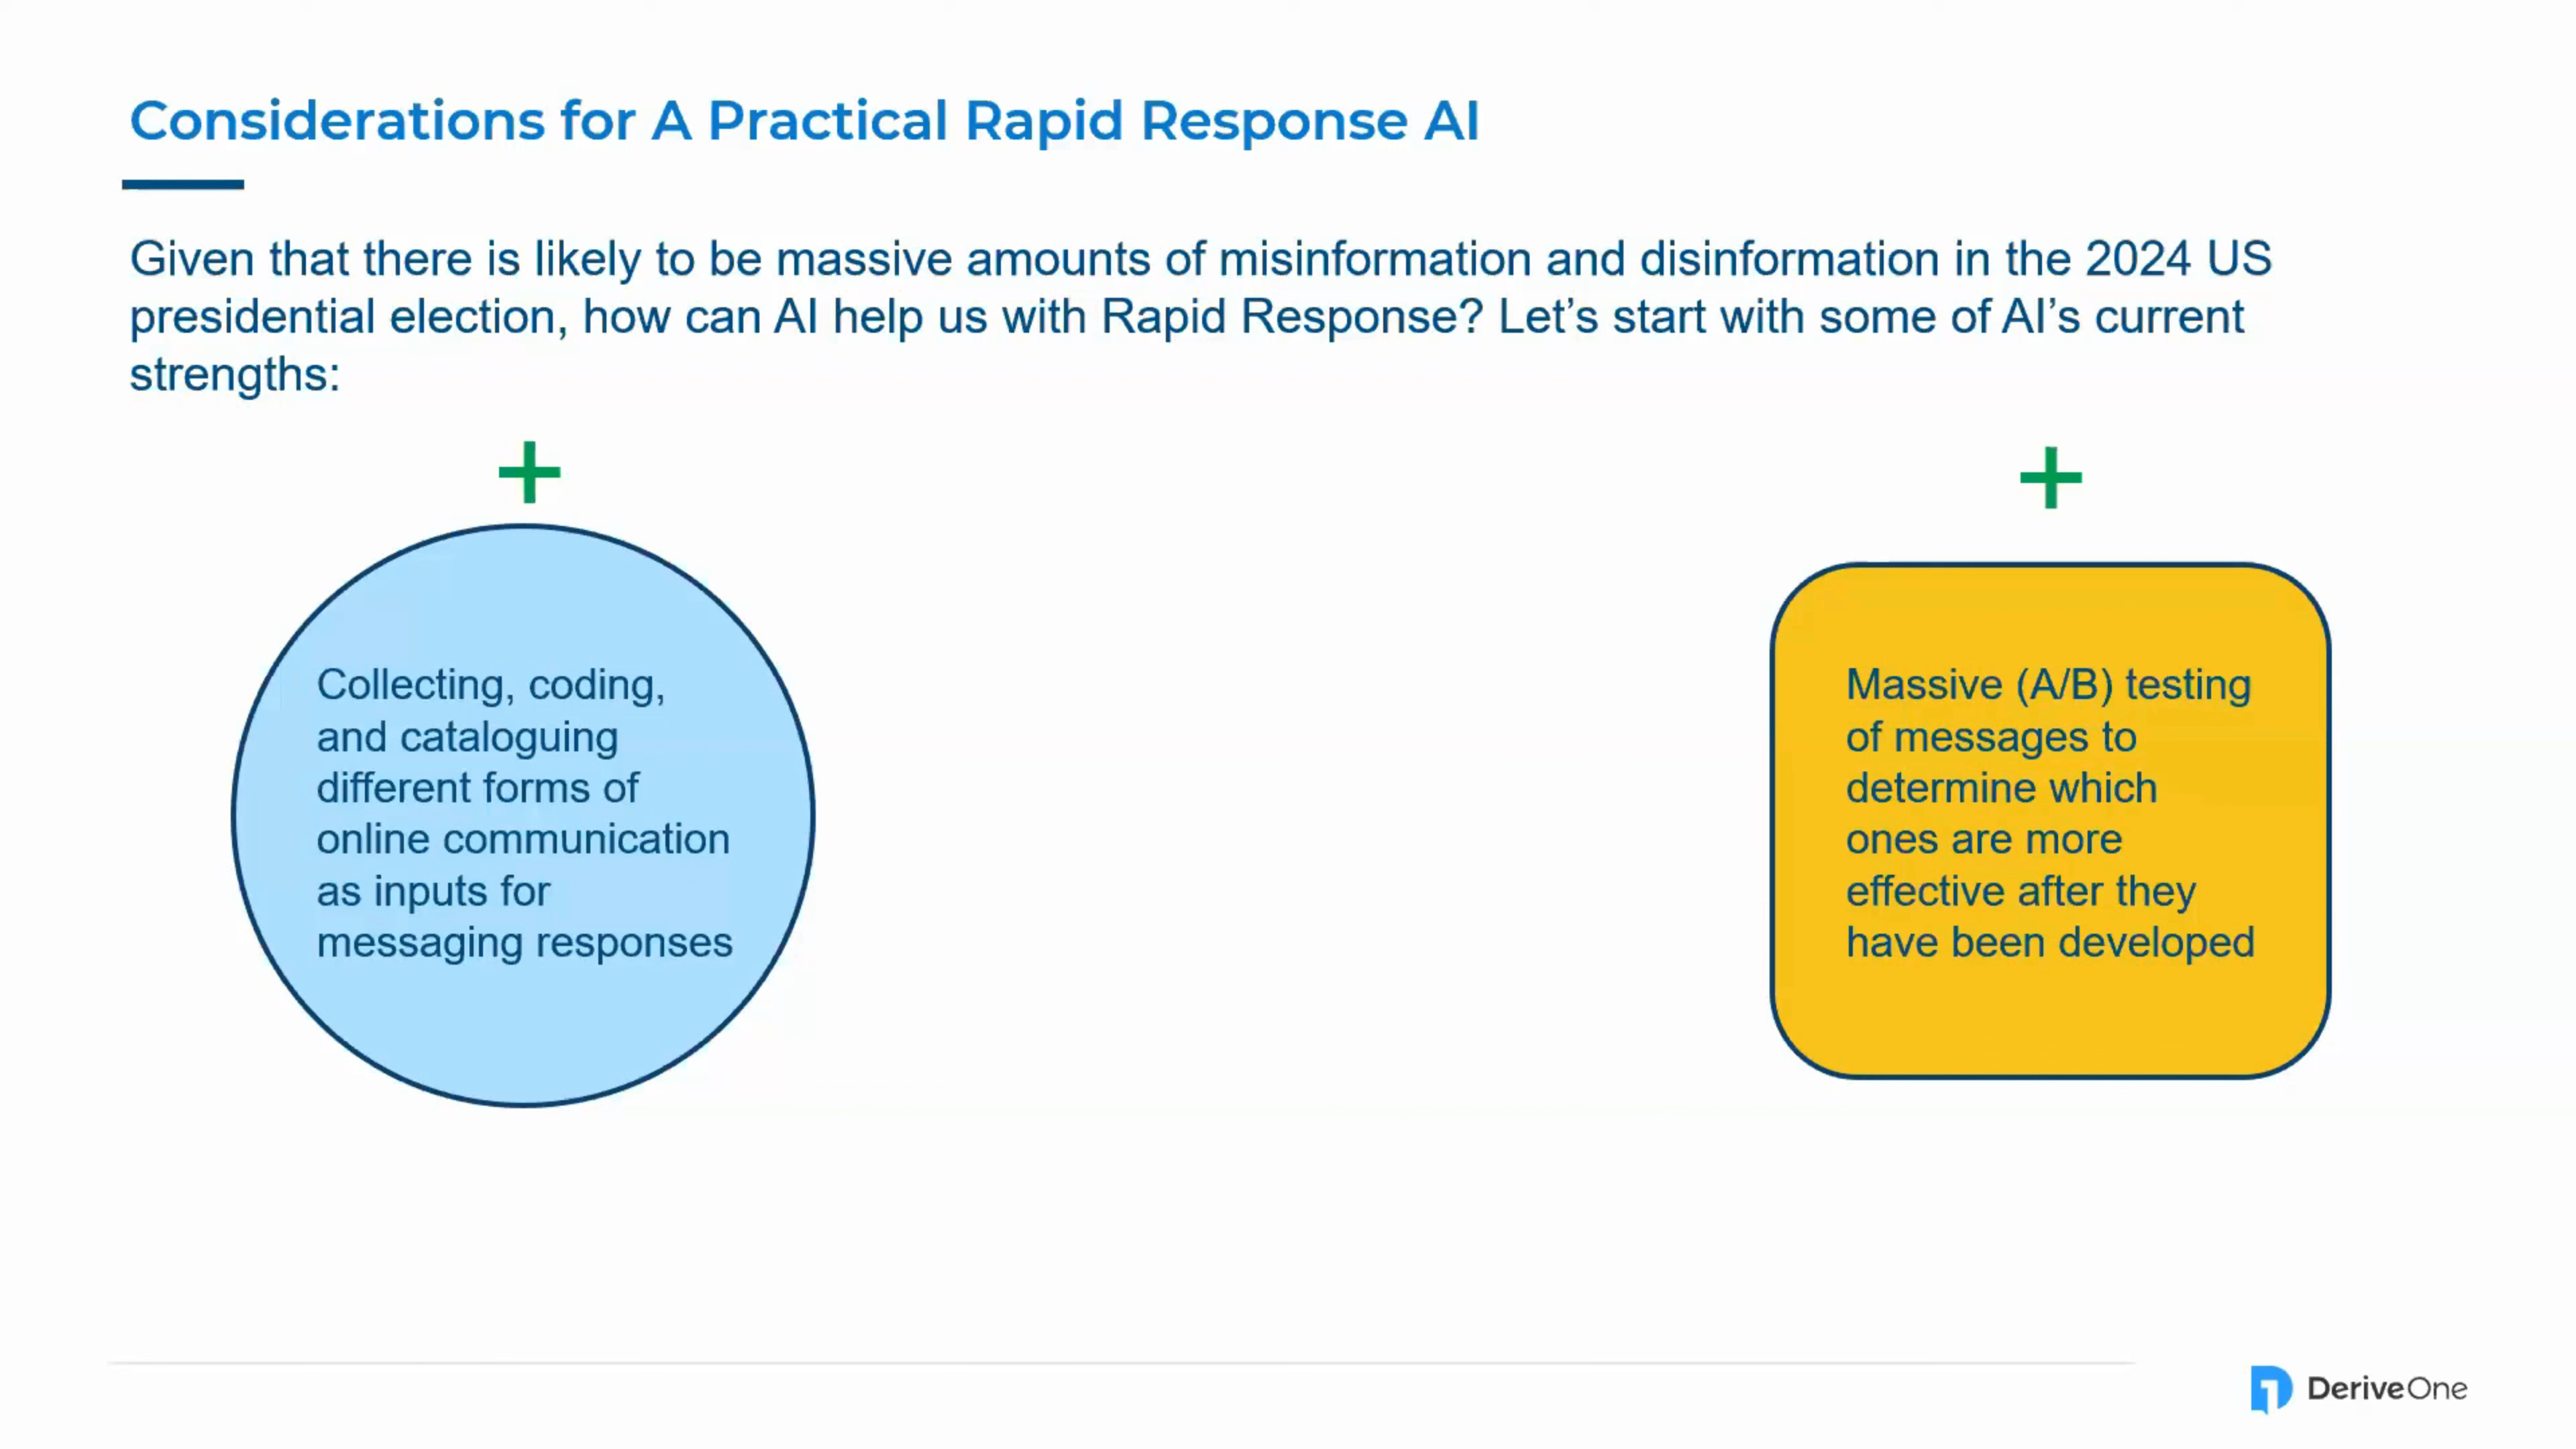 Considerations for A Practical Rapid Response AI
Given that there is likely to be massive amounts of misinformation and disinformation in the 2024 US
presidential election, how can AI help us with Rapid Response? Let’s start with some of AI’s current
strengths:
+
+
Collecting, coding,
and cataloguing
different forms of
online communication
as inputs for
messaging responses
Massive (A/B) testing
of messages to
determine which
ones are more
effective after they
have been developed
DeriveOne